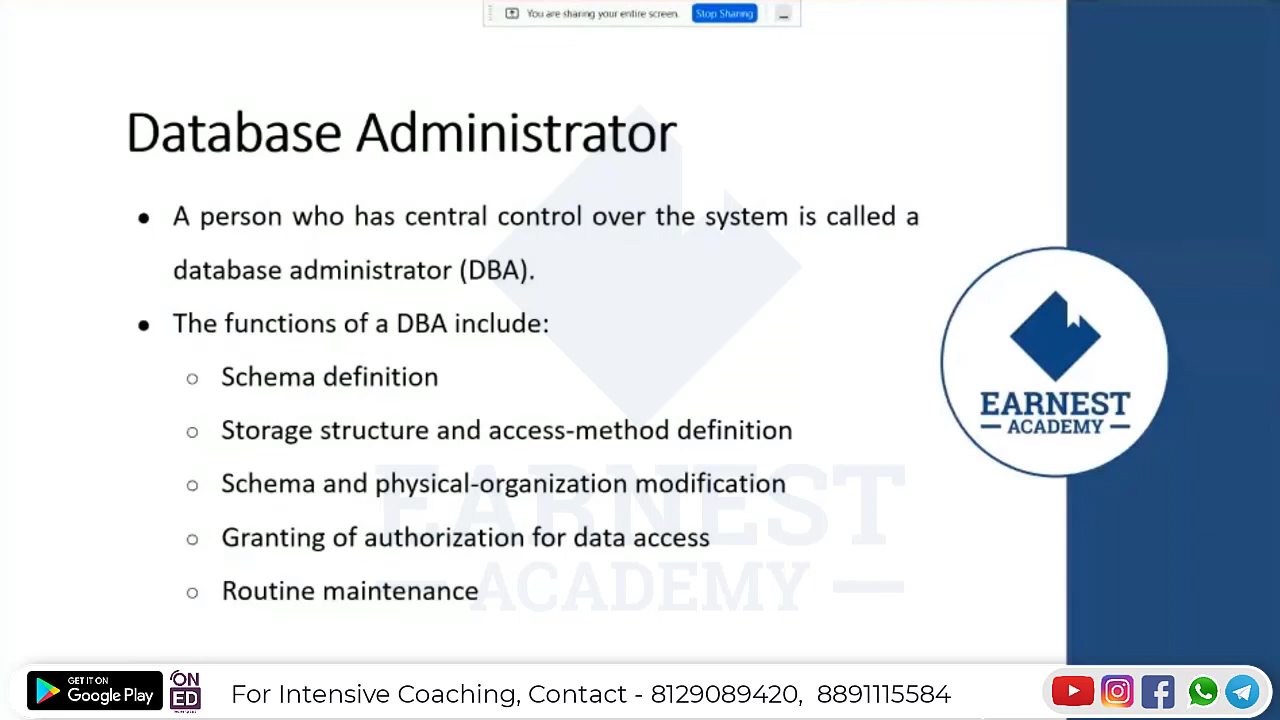 You are sharing your entire screen.
Stop Sharing
Database Administrator
● A person who has central control over the system is called a
database administrator (DBA).
● The functions of a DBA include:
○ Schema definition
○ Storage structure and access-method definition
○ Schema and physical-organization modification
○ Granting of authorization for data access
○ Routine maintenance
EARNEST
ACADEMY
EARNEST
ACADEMY
GET IT ON
Google Play
ON
ED
For Intensive Coaching, Contact - 8129089420, 8891115584